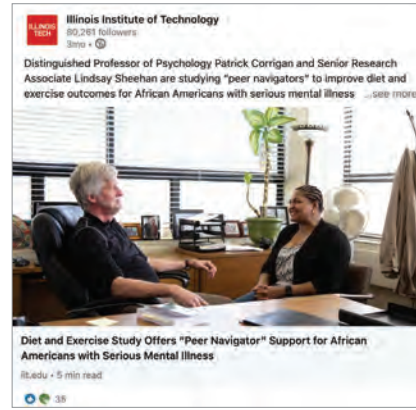 ILLINOIS TECH
Illinois Institute of Technology
80,261 followers
3mo •
Distinguished Professor of Psychology Patrick Corrigan and Senior Research
Associate Lindsay Sheehan are studying "peer navigators" to improve diet and
exercise outcomes for African Americans with serious mental illness ...see more
Diet and Exercise Study Offers "Peer Navigator" Support for African
Americans with Serious Mental Illness
iit.edu • 5 min read
35